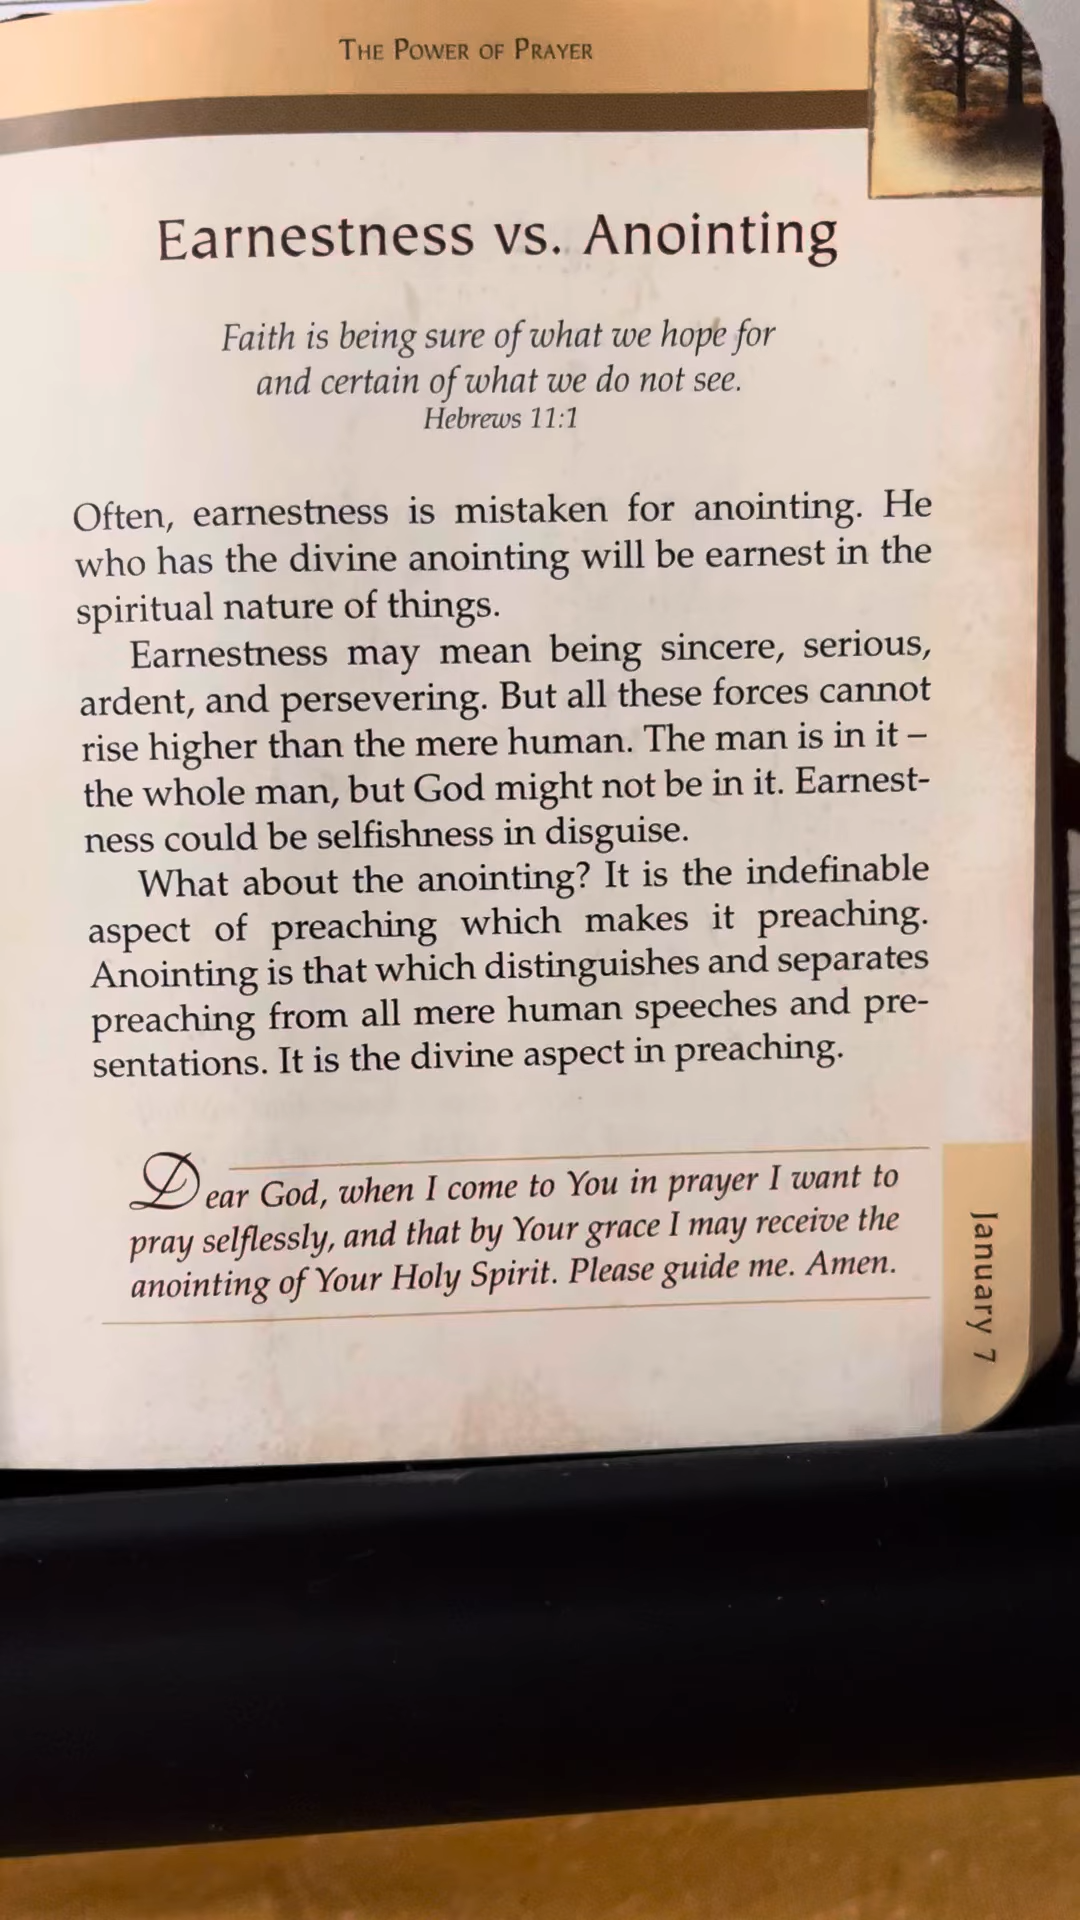 THE POWER OF PRAYER
Earnestness vs. Anointing
Faith is being sure of what we hope for
and certain of what we do not see.
Hebrews 11:1
Often, earnestness is mistaken for anointing. He
who has the divine anointing will be earnest in the
spiritual nature of things.
Earnestness may mean being sincere, serious,
ardent, and persevering. But all these forces cannot
rise higher than the mere human. The man is in it –
the whole man, but God might not be in it. Earnest-
ness could be selfishness in disguise.
What about the anointing? It is the indefinable
aspect of preaching which makes it preaching.
Anointing is that which distinguishes and separates
preaching from all mere human speeches and pre-
sentations. It is the divine aspect in preaching.
Dear God, when I come to You in prayer I want to
pray selflessly, and that by Your grace I may receive the
anointing of Your Holy Spirit. Please guide me. Amen.
January 7